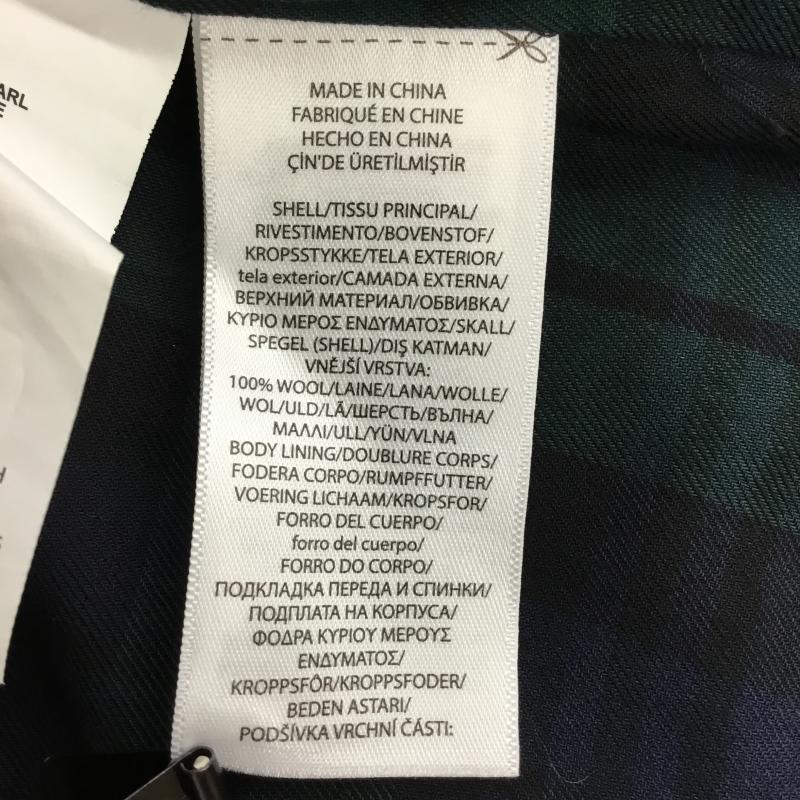 MADE IN CHINA
FABRIQUÉ EN CHINE
HECHO EN CHINA
ÇİN'DE ÜRETİLMİŞTİR
SHELL/TISSU PRINCIPAL/
RIVESTIMENTO/BOVENSTOF/
KROPSSTYKKE/TELA EXTERIOR/
tela exterior/CAMADA EXTERNA/
ВЕРХНИЙ МАТЕРИАЛ/ОБВИВКА/
ΚΥΡΙΟ ΜΕΡΟΣ ΕΝΔΥΜΑΤΟΣ/SKALL/
SPEGEL (SHELL)/DIŞ KATMAN/
VNĚJŠÍ VRSTVA:
100% WOOL/LAINE/LANA/WOLLE/
WOL/ULD/LÃ/ШЕРСТЬ/ВЪЛНА/
ΜΑΛΛΙ/ULL/YÜN/VLNA
BODY LINING/DOUBLURE CORPS/
FODERA CORPO/RUMPFFUTTER/
VOERING LICHAAM/KROPSFOR/
FORRO DEL CUERPO/
forro del cuerpo/
FORRO DO CORPO/
ПОДКЛАДКА ПЕРЕДА И СПИНКИ/
ПОДПЛАТА НА КОРПУСА/
ΦΟΔΡΑ ΚΥΡΙΟΥ ΜΕΡΟΥΣ
ΕΝΔΥΜΑΤΟΣ/
KROPPSFÔR/KROPPSFODER/
BEDEN ASTARI/
PODŠÍVKA VRCHNÍ ČÁSTI: